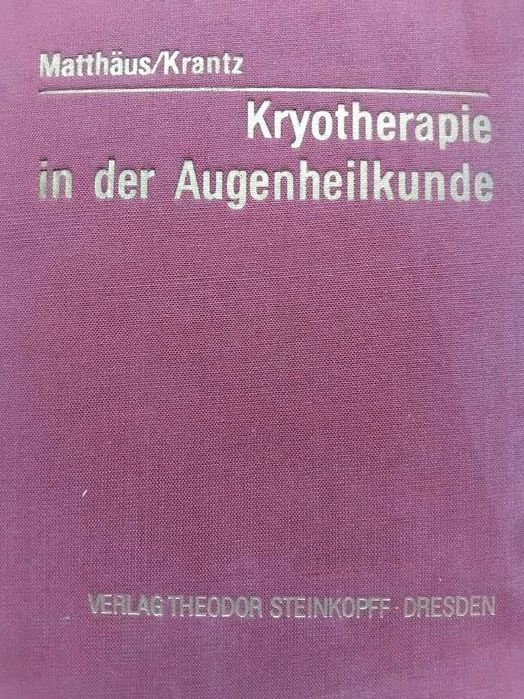 Matthäus/Krantz
Kryotherapie
in der Augenheilkunde
VERLAG THEODOR STEINKOPFF · DRESDEN